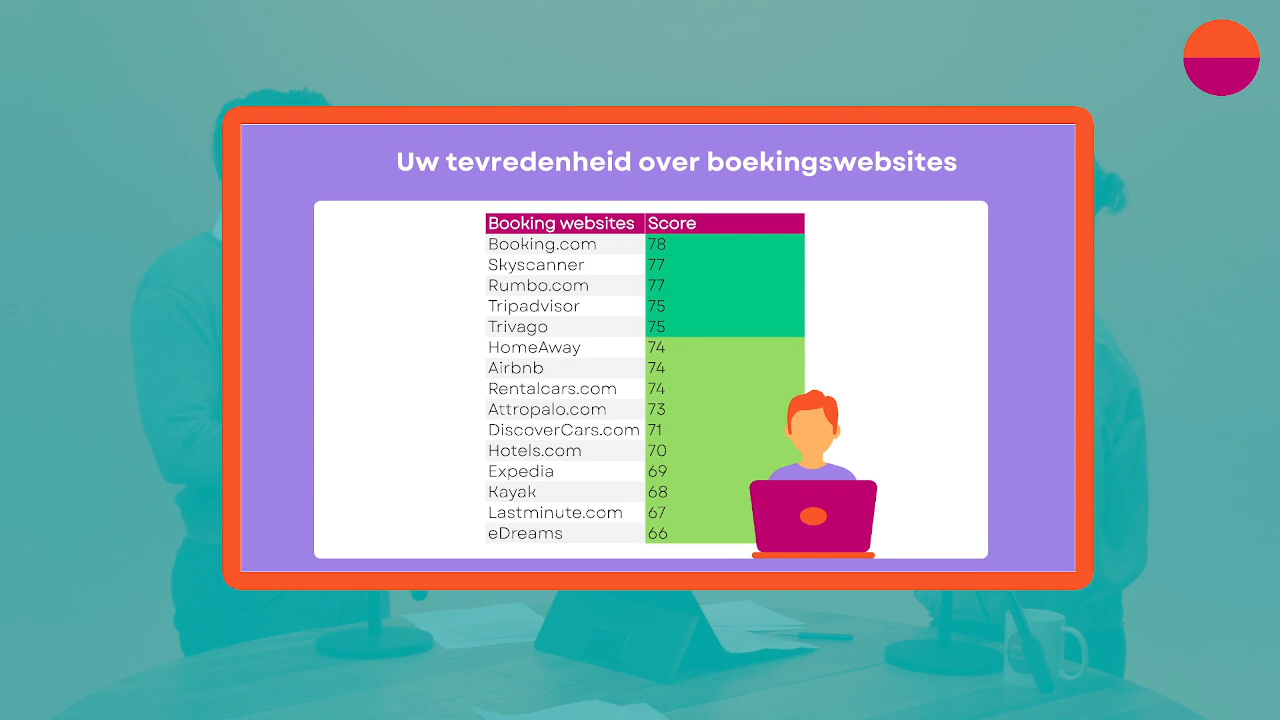 Uw tevredenheid over boekingswebsites
Booking websites Score
Booking.com 78
Skyscanner 77
Rumbo.com 77
Tripadvisor 75
Trivago 75
HomeAway 74
Airbnb 74
Rentalcars.com 74
Attropalo.com 73
DiscoverCars.com 71
Hotels.com 70
Expedia 69
Kayak 68
Lastminute.com 67
eDreams 66